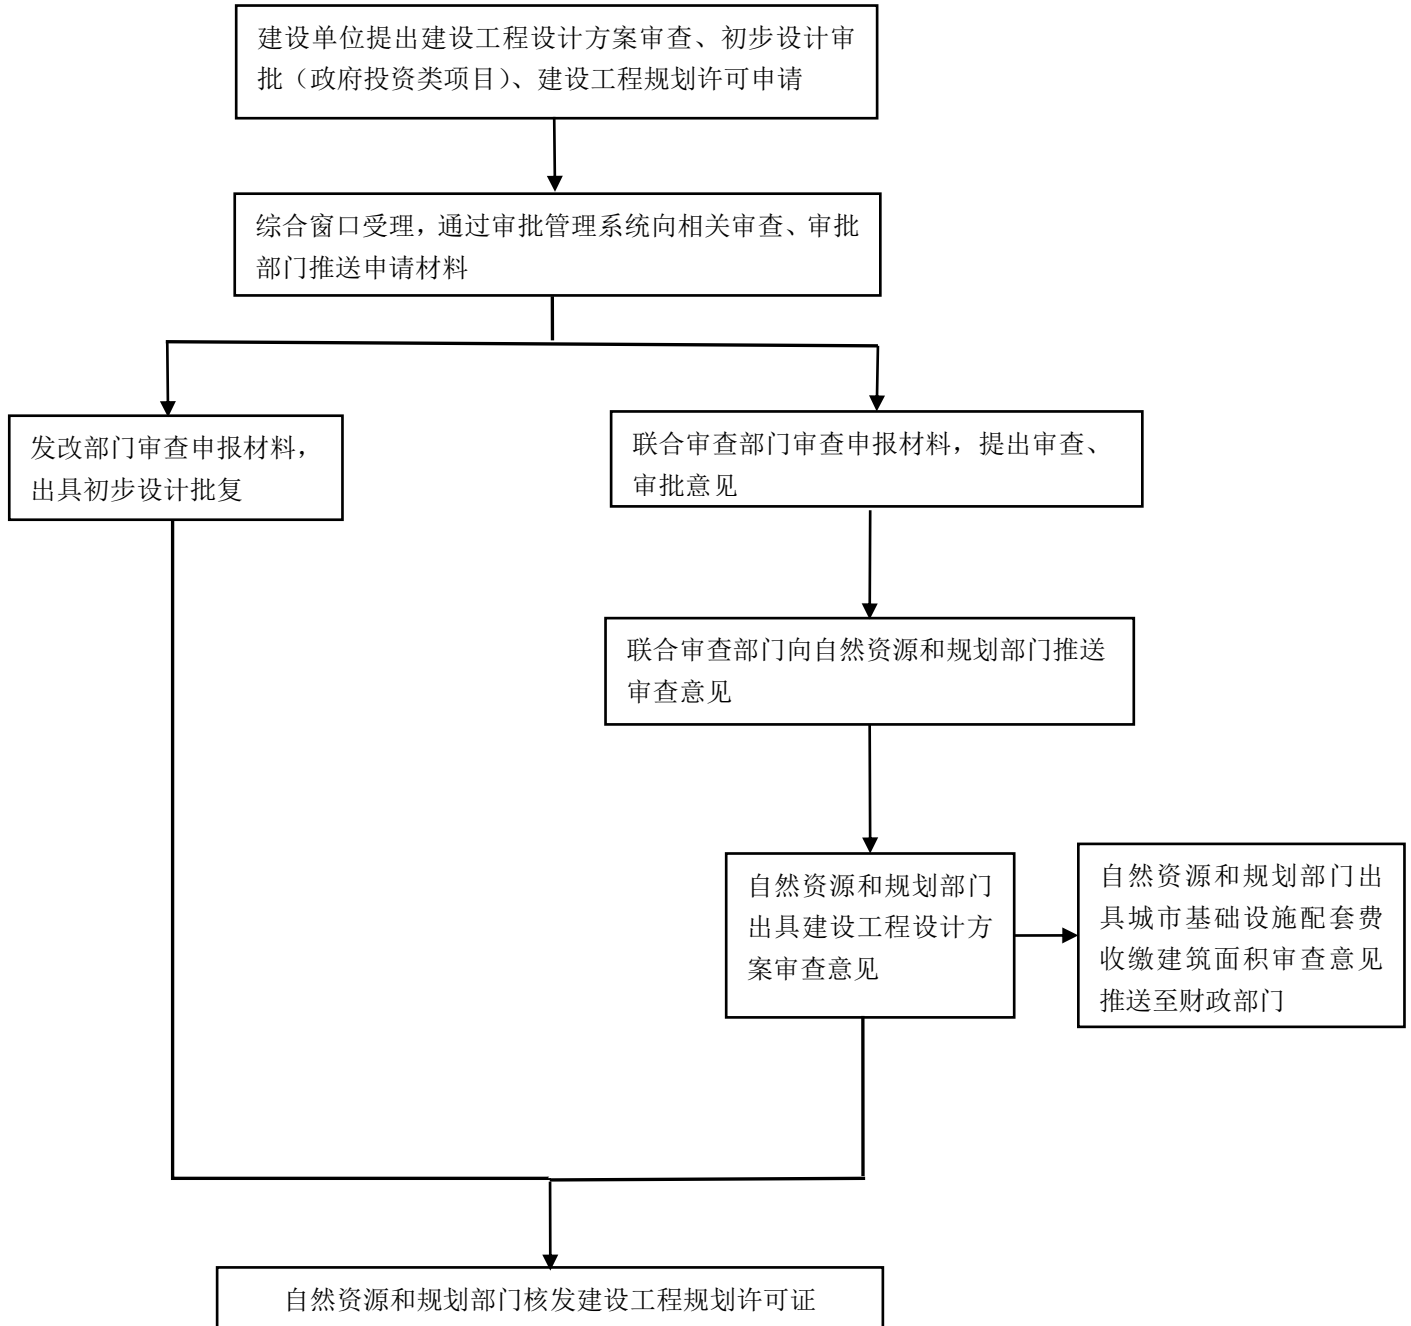 建设单位提出建设工程设计方案审查、初步设计审
批（政府投资类项目）、建设工程规划许可申请
综合窗口受理，通过审批管理系统向相关审查、审批
部门推送申请材料
发改部门审查申报材料，
出具初步设计批复
联合审查部门审查申报材料，提出审查、
审批意见
联合审查部门向自然资源和规划部门推送
审查意见
自然资源和规划部门
出具建设工程设计方
案审查意见
自然资源和规划部门出
具城市基础设施配套费
收缴建筑面积审查意见
推送至财政部门
自然资源和规划部门核发建设工程规划许可证